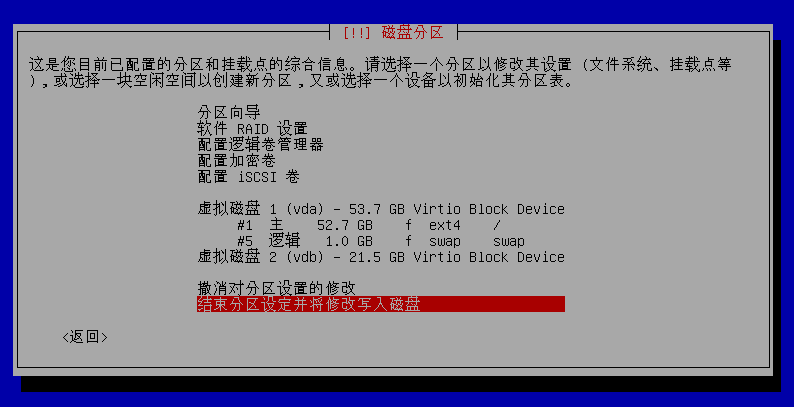 [!!] 磁盘分区
这是您目前已配置的分区和挂载点的综合信息。请选择一个分区以修改其设置 (文件系统、挂载点等
),或选择一块空闲空间以创建新分区,又或选择一个设备以初始化其分区表。
分区向导
软件 RAID 设置
配置逻辑卷管理器
配置加密卷
配置 iSCSI 卷
虚拟磁盘 1 (vda) - 53.7 GB Virtio Block Device
#1 主 52.7 GB f ext4 /
#5 逻辑 1.0 GB f swap swap
虚拟磁盘 2 (vdb) - 21.5 GB Virtio Block Device
撤消对分区设置的修改
结束分区设定并将修改写入磁盘
<返回>